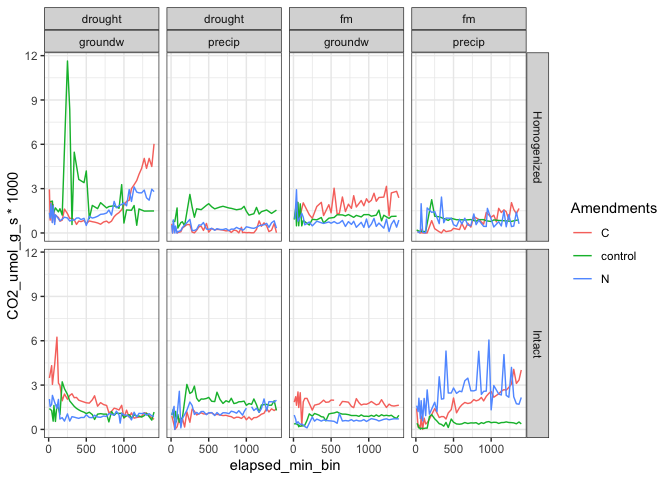 drought drought fm fm
groundw precip groundw precip
12
9
6
3
0
Homogenized
12
9
6
3
0
Intact
CO2_umol_g_s * 1000
0 500 1000 0 500 1000 0 500 1000 0 500 1000
elapsed_min_bin
Amendments
C
control
N